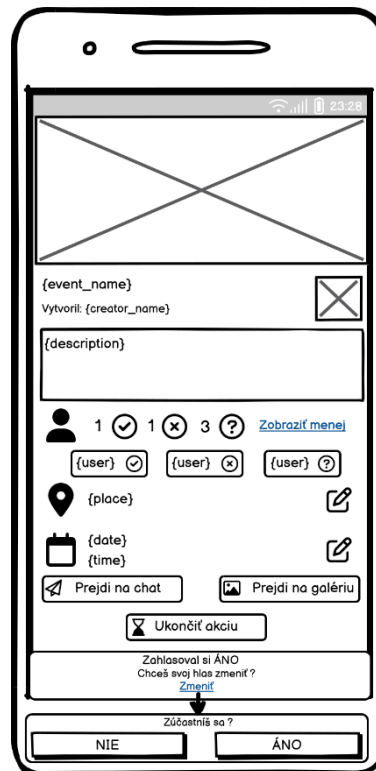 23:28
{event_name}
Vytvoril: {creator_name}
{description}
1 1 3 Zobraziť menej
{user} {user} {user}
{place}
{date}
{time}
Prejdi na chat Prejdi na galériu
Ukončiť akciu
Zahlasoval si ÁNO
Chceš svoj hlas zmeniť ?
Zmeniť
Zúčastníš sa ?
NIE ÁNO